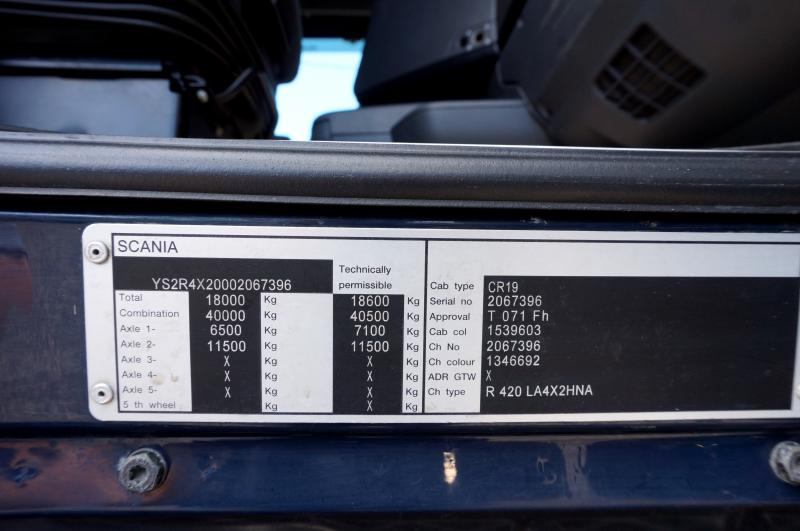 SCANIA
YS2R4X20002067396 Technically permissible
Total 18000 Kg 18600 Kg
Combination 40000 Kg 40500 Kg
Axle 1- 6500 Kg 7100 Kg
Axle 2- 11500 Kg 11500 Kg
Axle 3- X Kg X Kg
Axle 4- X Kg X Kg
Axle 5- X Kg X Kg
5 th wheel Kg X Kg
Cab type CR19
Serial no 2067396
Approval T 071 Fh
Cab col 1539603
Ch No 2067396
Ch colour 1346692
ADR GTW X
Ch type R 420 LA4X2HNA